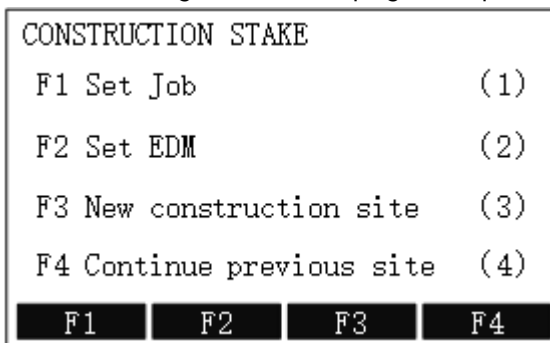 CONSTRUCTION STAKE
F1 Set Job (1)
F2 Set EDM (2)
F3 New construction site (3)
F4 Continue previous site (4)
F1 F2 F3 F4